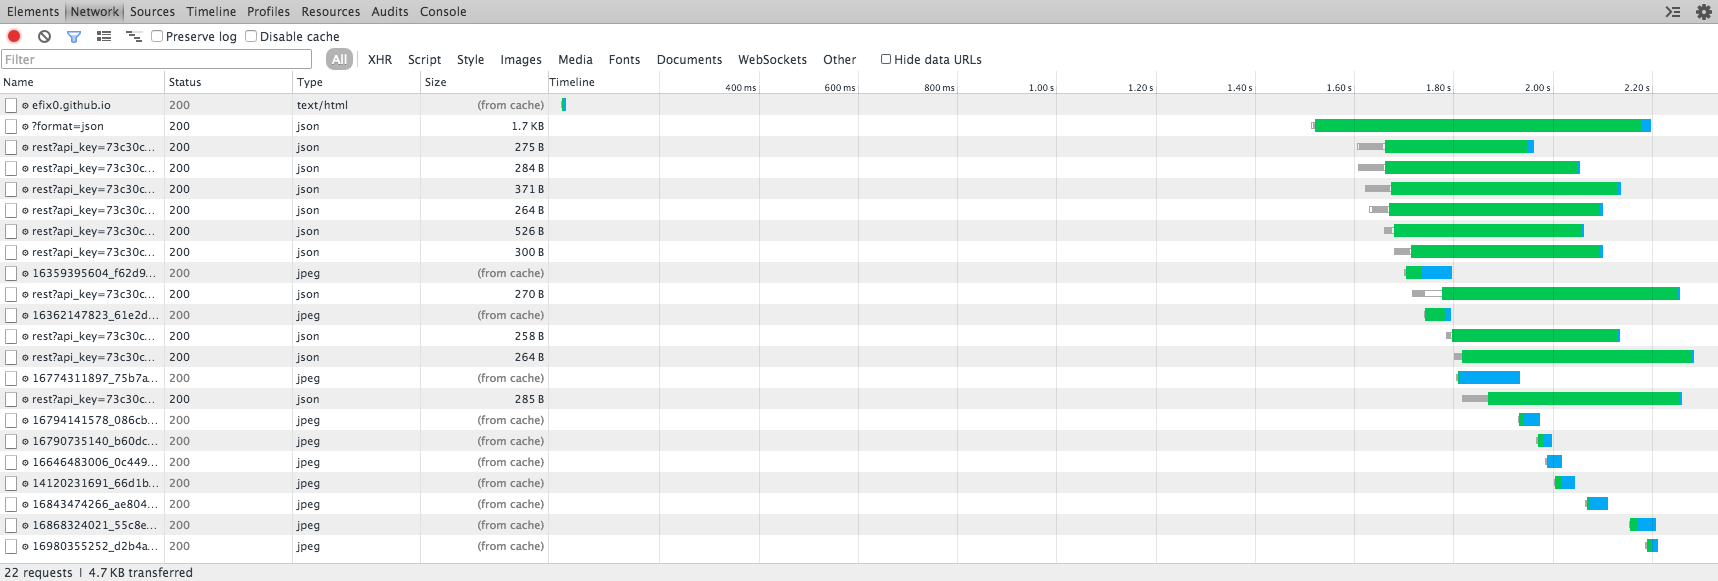 Elements Network Sources Timeline Profiles Resources Audits Console
Preserve log Disable cache
Filter All XHR Script Style Images Media Fonts Documents WebSockets Other Hide data URLs
Name Status Type Size Timeline 400 ms 600 ms 800 ms 1.00 s 1.20 s 1.40 s 1.60 s 1.80 s 2.00 s 2.20 s
efix0.github.io 200 text/html (from cache)
?format=json 200 json 1.7 KB
rest?api_key=73c30c... 200 json 275 B
rest?api_key=73c30c... 200 json 284 B
rest?api_key=73c30c... 200 json 371 B
rest?api_key=73c30c... 200 json 264 B
rest?api_key=73c30c... 200 json 526 B
rest?api_key=73c30c... 200 json 300 B
16359395604_f62d9... 200 jpeg (from cache)
rest?api_key=73c30c... 200 json 270 B
16362147823_61e2d... 200 jpeg (from cache)
rest?api_key=73c30c... 200 json 258 B
rest?api_key=73c30c... 200 json 264 B
16774311897_75b7a... 200 jpeg (from cache)
rest?api_key=73c30c... 200 json 285 B
16794141578_086cb... 200 jpeg (from cache)
16790735140_b60dc... 200 jpeg (from cache)
16646483006_0c449... 200 jpeg (from cache)
14120231691_66d1b... 200 jpeg (from cache)
16843474266_ae804... 200 jpeg (from cache)
16868324021_55c8e... 200 jpeg (from cache)
16980355252_d2b4a... 200 jpeg (from cache)
22 requests | 4.7 KB transferred